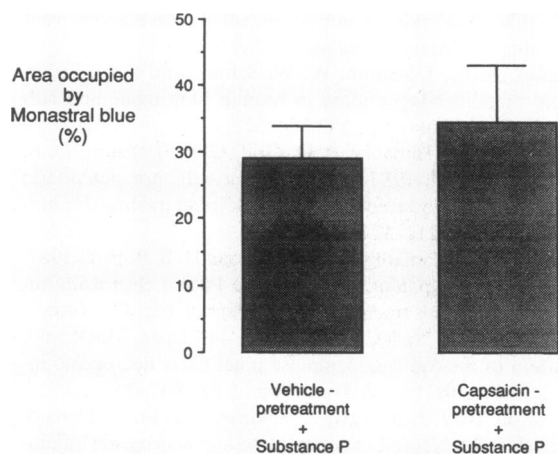 50
40
30
20
10
0
Area occupied
by
Monastral blue
(%)
Vehicle -
pretreatment
+
Substance P
Capsaicin -
pretreatment
+
Substance P